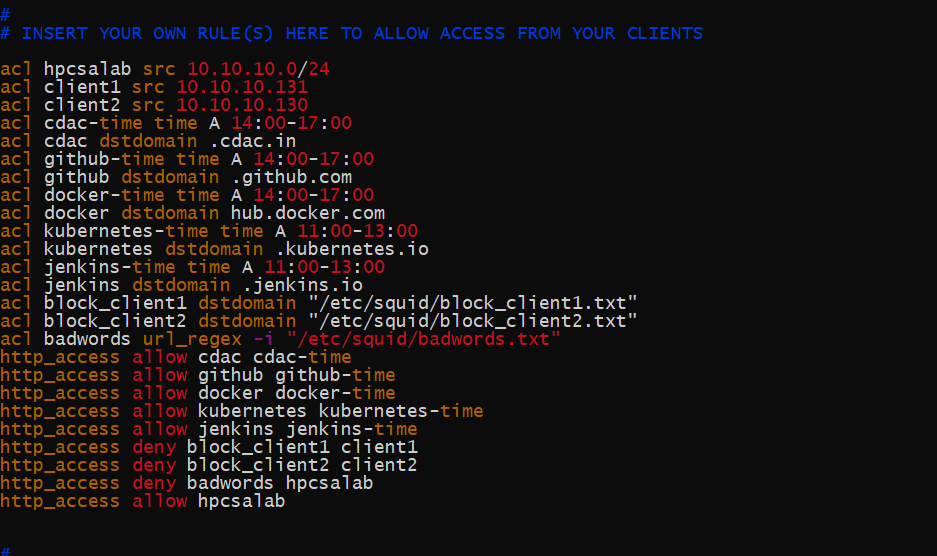 #
# INSERT YOUR OWN RULE(S) HERE TO ALLOW ACCESS FROM YOUR CLIENTS
acl hpcsalab src 10.10.10.0/24
acl client1 src 10.10.10.131
acl client2 src 10.10.10.130
acl cdac-time time A 14:00-17:00
acl cdac dstdomain .cdac.in
acl github-time time A 14:00-17:00
acl github dstdomain .github.com
acl docker-time time A 14:00-17:00
acl docker dstdomain hub.docker.com
acl kubernetes-time time A 11:00-13:00
acl kubernetes dstdomain .kubernetes.io
acl jenkins-time time A 11:00-13:00
acl jenkins dstdomain .jenkins.io
acl block_client1 dstdomain "/etc/squid/block_client1.txt"
acl block_client2 dstdomain "/etc/squid/block_client2.txt"
acl badwords url_regex -i "/etc/squid/badwords.txt"
http_access allow cdac cdac-time
http_access allow github github-time
http_access allow docker docker-time
http_access allow kubernetes kubernetes-time
http_access allow jenkins jenkins-time
http_access deny block_client1 client1
http_access deny block_client2 client2
http_access deny badwords hpcsalab
http_access allow hpcsalab
#